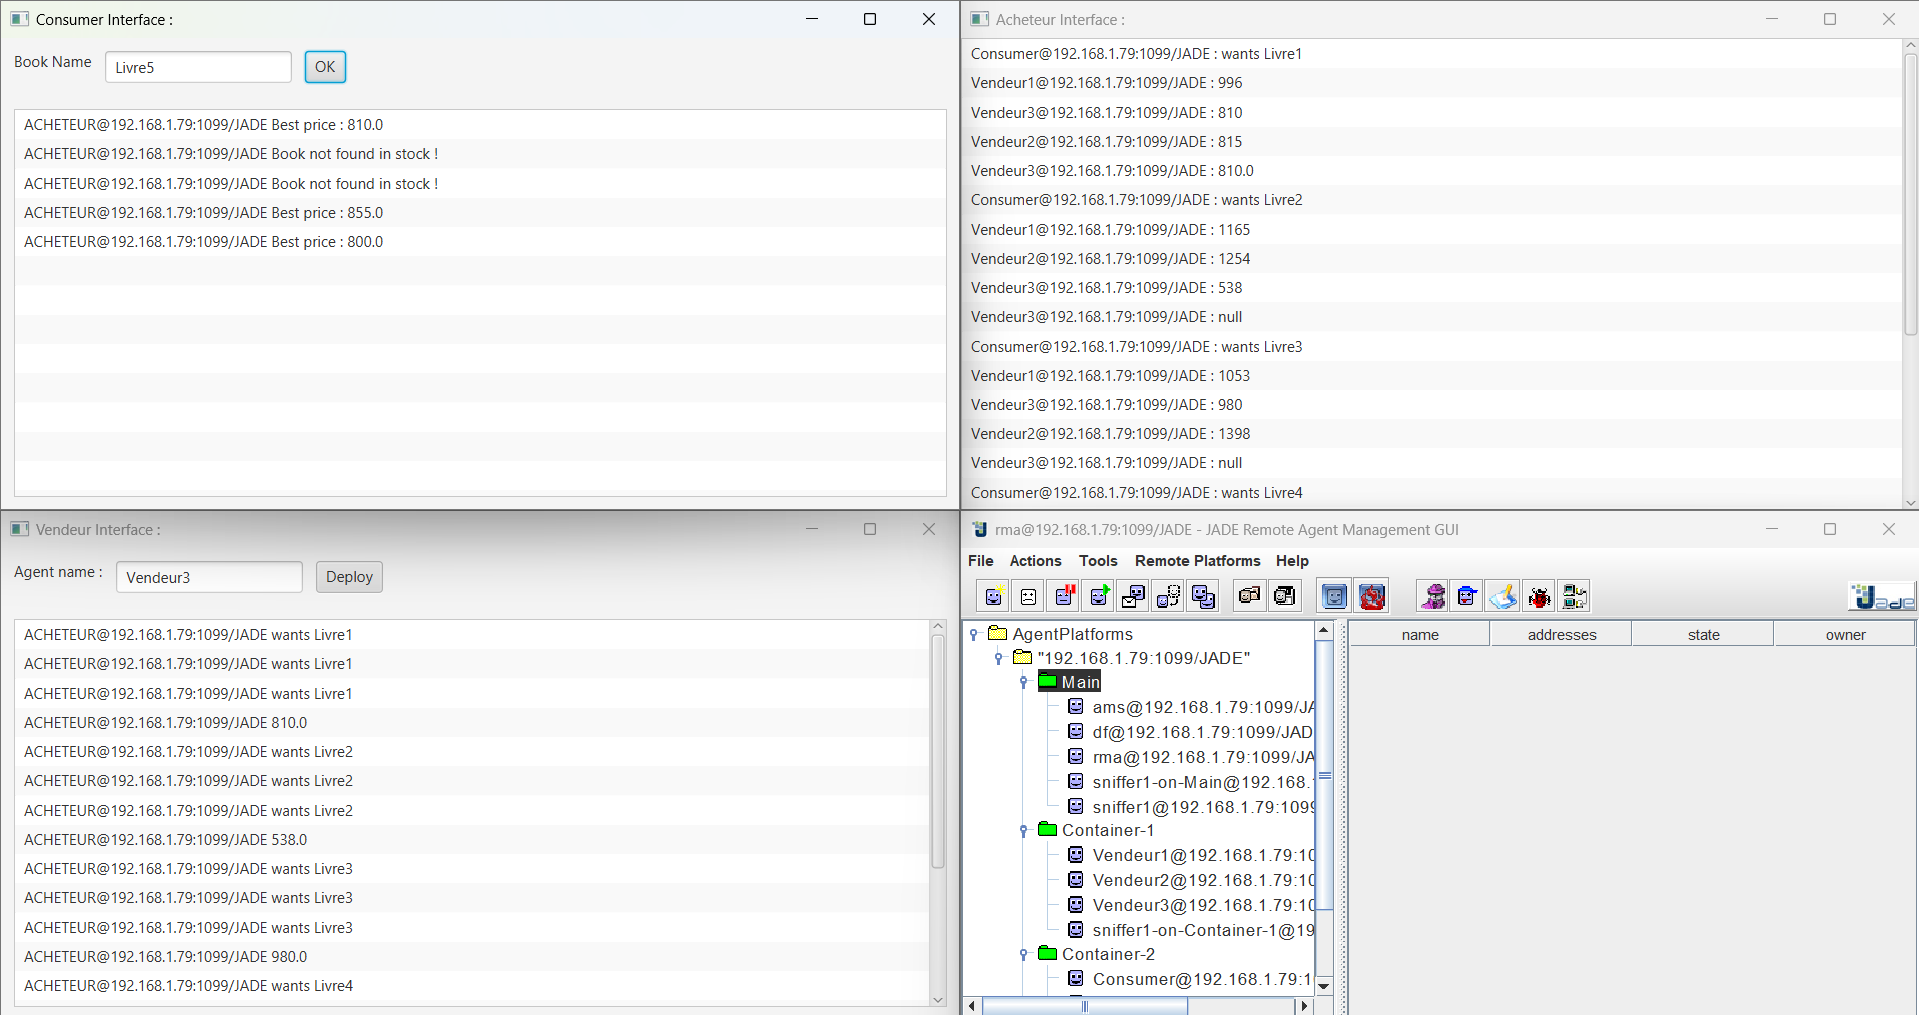 Consumer Interface :
Book Name
Livre5
OK
ACHETEUR@192.168.1.79:1099/JADE Best price : 810.0
ACHETEUR@192.168.1.79:1099/JADE Book not found in stock !
ACHETEUR@192.168.1.79:1099/JADE Book not found in stock !
ACHETEUR@192.168.1.79:1099/JADE Best price : 855.0
ACHETEUR@192.168.1.79:1099/JADE Best price : 800.0
Acheteur Interface :
Consumer@192.168.1.79:1099/JADE : wants Livre1
Vendeur1@192.168.1.79:1099/JADE : 996
Vendeur3@192.168.1.79:1099/JADE : 810
Vendeur2@192.168.1.79:1099/JADE : 815
Vendeur3@192.168.1.79:1099/JADE : 810.0
Consumer@192.168.1.79:1099/JADE : wants Livre2
Vendeur1@192.168.1.79:1099/JADE : 1165
Vendeur2@192.168.1.79:1099/JADE : 1254
Vendeur3@192.168.1.79:1099/JADE : 538
Vendeur3@192.168.1.79:1099/JADE : null
Consumer@192.168.1.79:1099/JADE : wants Livre3
Vendeur1@192.168.1.79:1099/JADE : 1053
Vendeur3@192.168.1.79:1099/JADE : 980
Vendeur2@192.168.1.79:1099/JADE : 1398
Vendeur3@192.168.1.79:1099/JADE : null
Consumer@192.168.1.79:1099/JADE : wants Livre4
Vendeur Interface :
Agent name :
Vendeur3
Deploy
ACHETEUR@192.168.1.79:1099/JADE wants Livre1
ACHETEUR@192.168.1.79:1099/JADE wants Livre1
ACHETEUR@192.168.1.79:1099/JADE wants Livre1
ACHETEUR@192.168.1.79:1099/JADE 810.0
ACHETEUR@192.168.1.79:1099/JADE wants Livre2
ACHETEUR@192.168.1.79:1099/JADE wants Livre2
ACHETEUR@192.168.1.79:1099/JADE wants Livre2
ACHETEUR@192.168.1.79:1099/JADE 538.0
ACHETEUR@192.168.1.79:1099/JADE wants Livre3
ACHETEUR@192.168.1.79:1099/JADE wants Livre3
ACHETEUR@192.168.1.79:1099/JADE wants Livre3
ACHETEUR@192.168.1.79:1099/JADE 980.0
ACHETEUR@192.168.1.79:1099/JADE wants Livre4
rma@192.168.1.79:1099/JADE - JADE Remote Agent Management GUI
File Actions Tools Remote Platforms Help
Jade
AgentPlatforms
"192.168.1.79:1099/JADE"
Main
ams@192.168.1.79:1099/JA
df@192.168.1.79:1099/JAD
rma@192.168.1.79:1099/JA
sniffer1-on-Main@192.168.
sniffer1@192.168.1.79:1099
Container-1
Vendeur1@192.168.1.79:10
Vendeur2@192.168.1.79:10
Vendeur3@192.168.1.79:10
sniffer1-on-Container-1@19
Container-2
Consumer@192.168.1.79:1
name addresses state owner